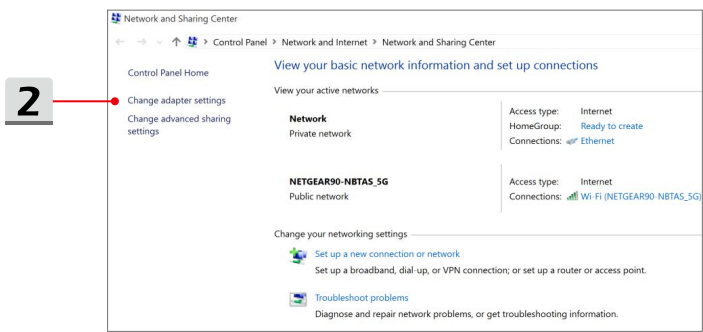 Network and Sharing Center
Control Panel > Network and Internet > Network and Sharing Center
2
Control Panel Home
Change adapter settings
Change advanced sharing
settings
View your basic network information and set up connections
View your active networks
Network
Private network
Access type: Internet
HomeGroup: Ready to create
Connections: Ethernet
NETGEAR90-NBTAS_5G
Public network
Access type: Internet
Connections: Wi-Fi (NETGEAR90-NBTAS_5G)
Change your networking settings
Set up a new connection or network
Set up a broadband, dial-up, or VPN connection; or set up a router or access point.
Troubleshoot problems
Diagnose and repair network problems, or get troubleshooting information.